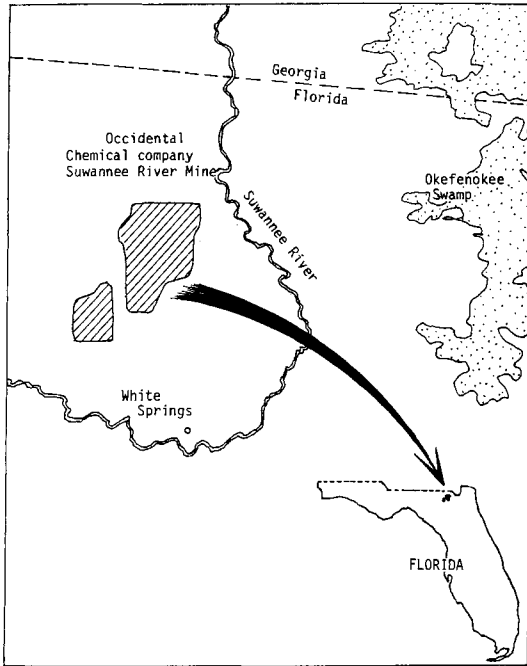 Georgia
Florida
Occidental
Chemical company
Suwannee River Mine
Okefenokee
Swamp
Suwannee River
White
Springs
FLORIDA